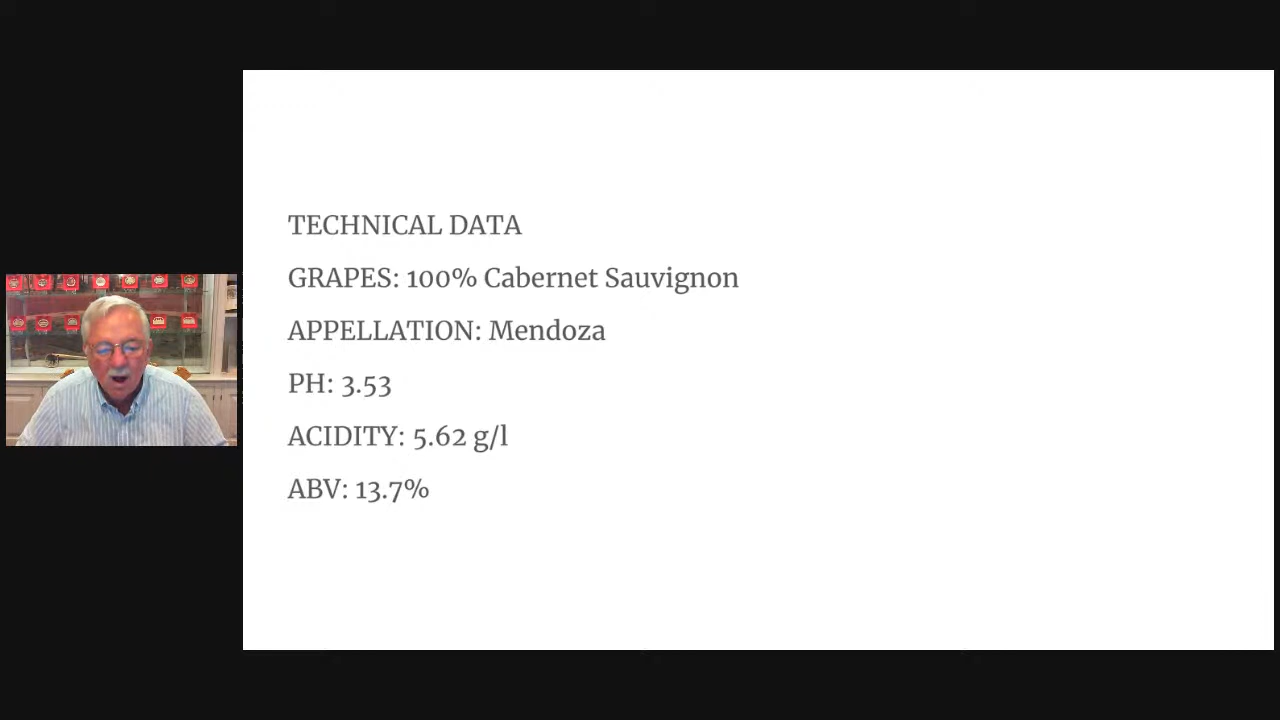 TECHNICAL DATA
GRAPES: 100% Cabernet Sauvignon
APPELLATION: Mendoza
PH: 3.53
ACIDITY: 5.62 g/l
ABV: 13.7%